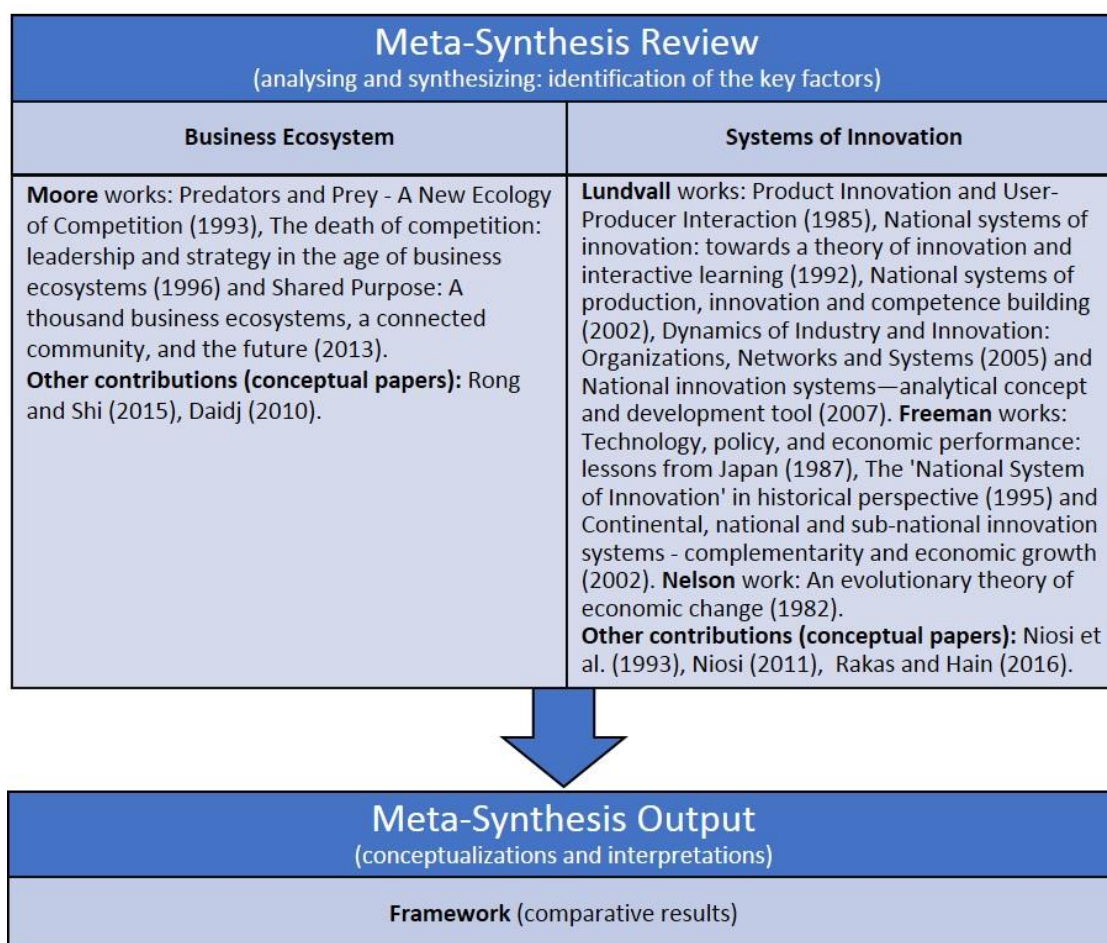 Meta-Synthesis Review
(analysing and synthesizing: identification of the key factors)
Business Ecosystem
Moore works: Predators and Prey - A New Ecology
of Competition (1993), The death of competition:
leadership and strategy in the age of business
ecosystems (1996) and Shared Purpose: A
thousand business ecosystems, a connected
community, and the future (2013).
Other contributions (conceptual papers): Rong
and Shi (2015), Daidj (2010).
Systems of Innovation
Lundvall works: Product Innovation and User-
Producer Interaction (1985), National systems of
innovation: towards a theory of innovation and
interactive learning (1992), National systems of
production, innovation and competence building
(2002), Dynamics of Industry and Innovation:
Organizations, Networks and Systems (2005) and
National innovation systems—analytical concept
and development tool (2007). Freeman works:
Technology, policy, and economic performance:
lessons from Japan (1987), The 'National System
of Innovation' in historical perspective (1995) and
Continental, national and sub-national innovation
systems - complementarity and economic growth
(2002). Nelson work: An evolutionary theory of
economic change (1982).
Other contributions (conceptual papers): Niosi et
al. (1993), Niosi (2011), Rakas and Hain (2016).
Meta-Synthesis Output
(conceptualizations and interpretations)
Framework (comparative results)